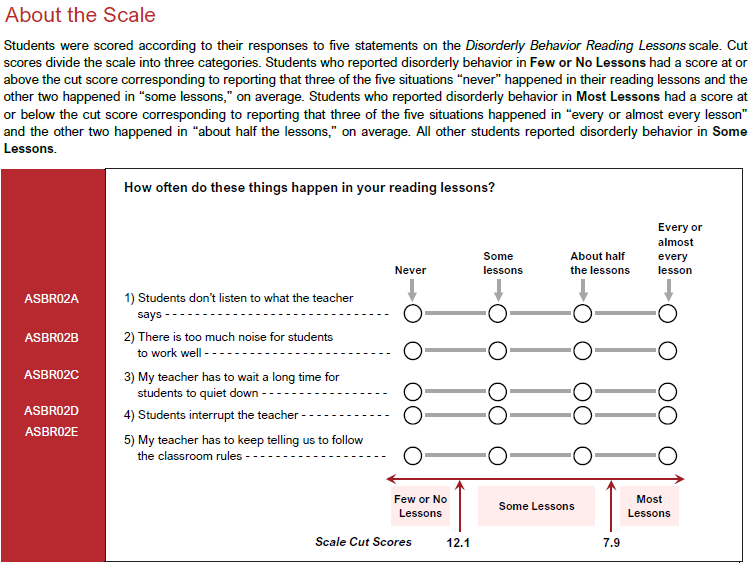 About the Scale
Students were scored according to their responses to five statements on the Disorderly Behavior Reading Lessons scale. Cut
scores divide the scale into three categories. Students who reported disorderly behavior in Few or No Lessons had a score at or
above the cut score corresponding to reporting that three of the five situations “never” happened in their reading lessons and the
other two happened in “some lessons,” on average. Students who reported disorderly behavior in Most Lessons had a score at
or below the cut score corresponding to reporting that three of the five situations happened in “every or almost every lesson”
and the other two happened in “about half the lessons,” on average. All other students reported disorderly behavior in Some
Lessons.
How often do these things happen in your reading lessons?
Never
Some
lessons
About half
the lessons
Every or
almost
every
lesson
ASBR02A
1) Students don’t listen to what the teacher
says
ASBR02B
2) There is too much noise for students
to work well
ASBR02C
3) My teacher has to wait a long time for
students to quiet down
ASBR02D
4) Students interrupt the teacher
ASBR02E
5) My teacher has to keep telling us to follow
the classroom rules
Few or No
Lessons
Some Lessons
Most
Lessons
Scale Cut Scores 12.1 7.9